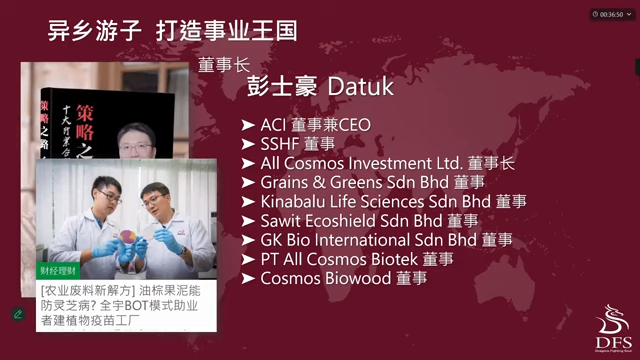 00:36:50
异乡游子 打造事业王国
董事长
彭士豪 Datuk
➤ ACI 董事兼CEO
➤ SSHF 董事
➤ All Cosmos Investment Ltd. 董事长
➤ Grains & Greens Sdn Bhd 董事
➤ Kinabalu Life Sciences Sdn Bhd 董事
➤ Sawit Ecoshield Sdn Bhd 董事
➤ GK Bio International Sdn Bhd 董事
➤ PT All Cosmos Biotek 董事
➤ Cosmos Biowood 董事
策略之
策略之路
财经理财
[农业废料新解方] 油棕果泥能
防灵芝病? 全宇BOT模式助业
者建植物疫苗工厂
DFS